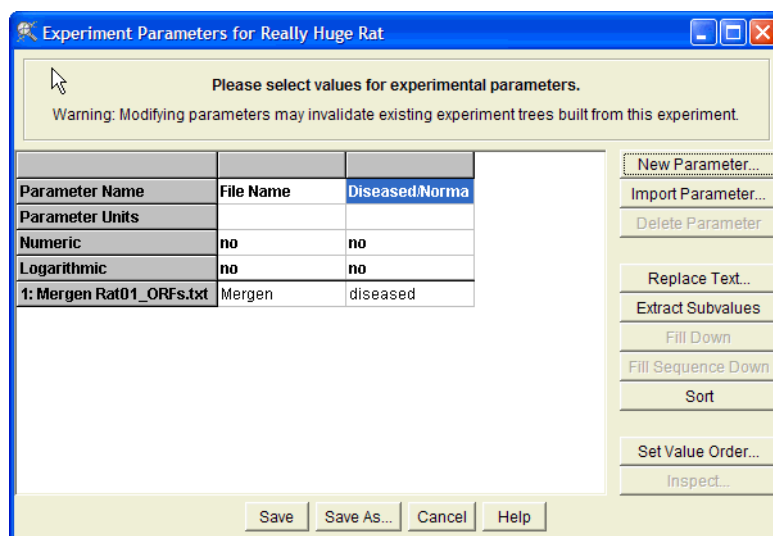 Experiment Parameters for Really Huge Rat
Please select values for experimental parameters.
Warning: Modifying parameters may invalidate existing experiment trees built from this experiment.
Parameter Name File Name Diseased/Norma
Parameter Units
Numeric no no
Logarithmic no no
1: Mergen Rat01_ORFs.txt Mergen diseased
New Parameter...
Import Parameter...
Delete Parameter
Replace Text...
Extract Subvalues
Fill Down
Fill Sequence Down
Sort
Set Value Order...
Inspect...
Save Save As... Cancel Help